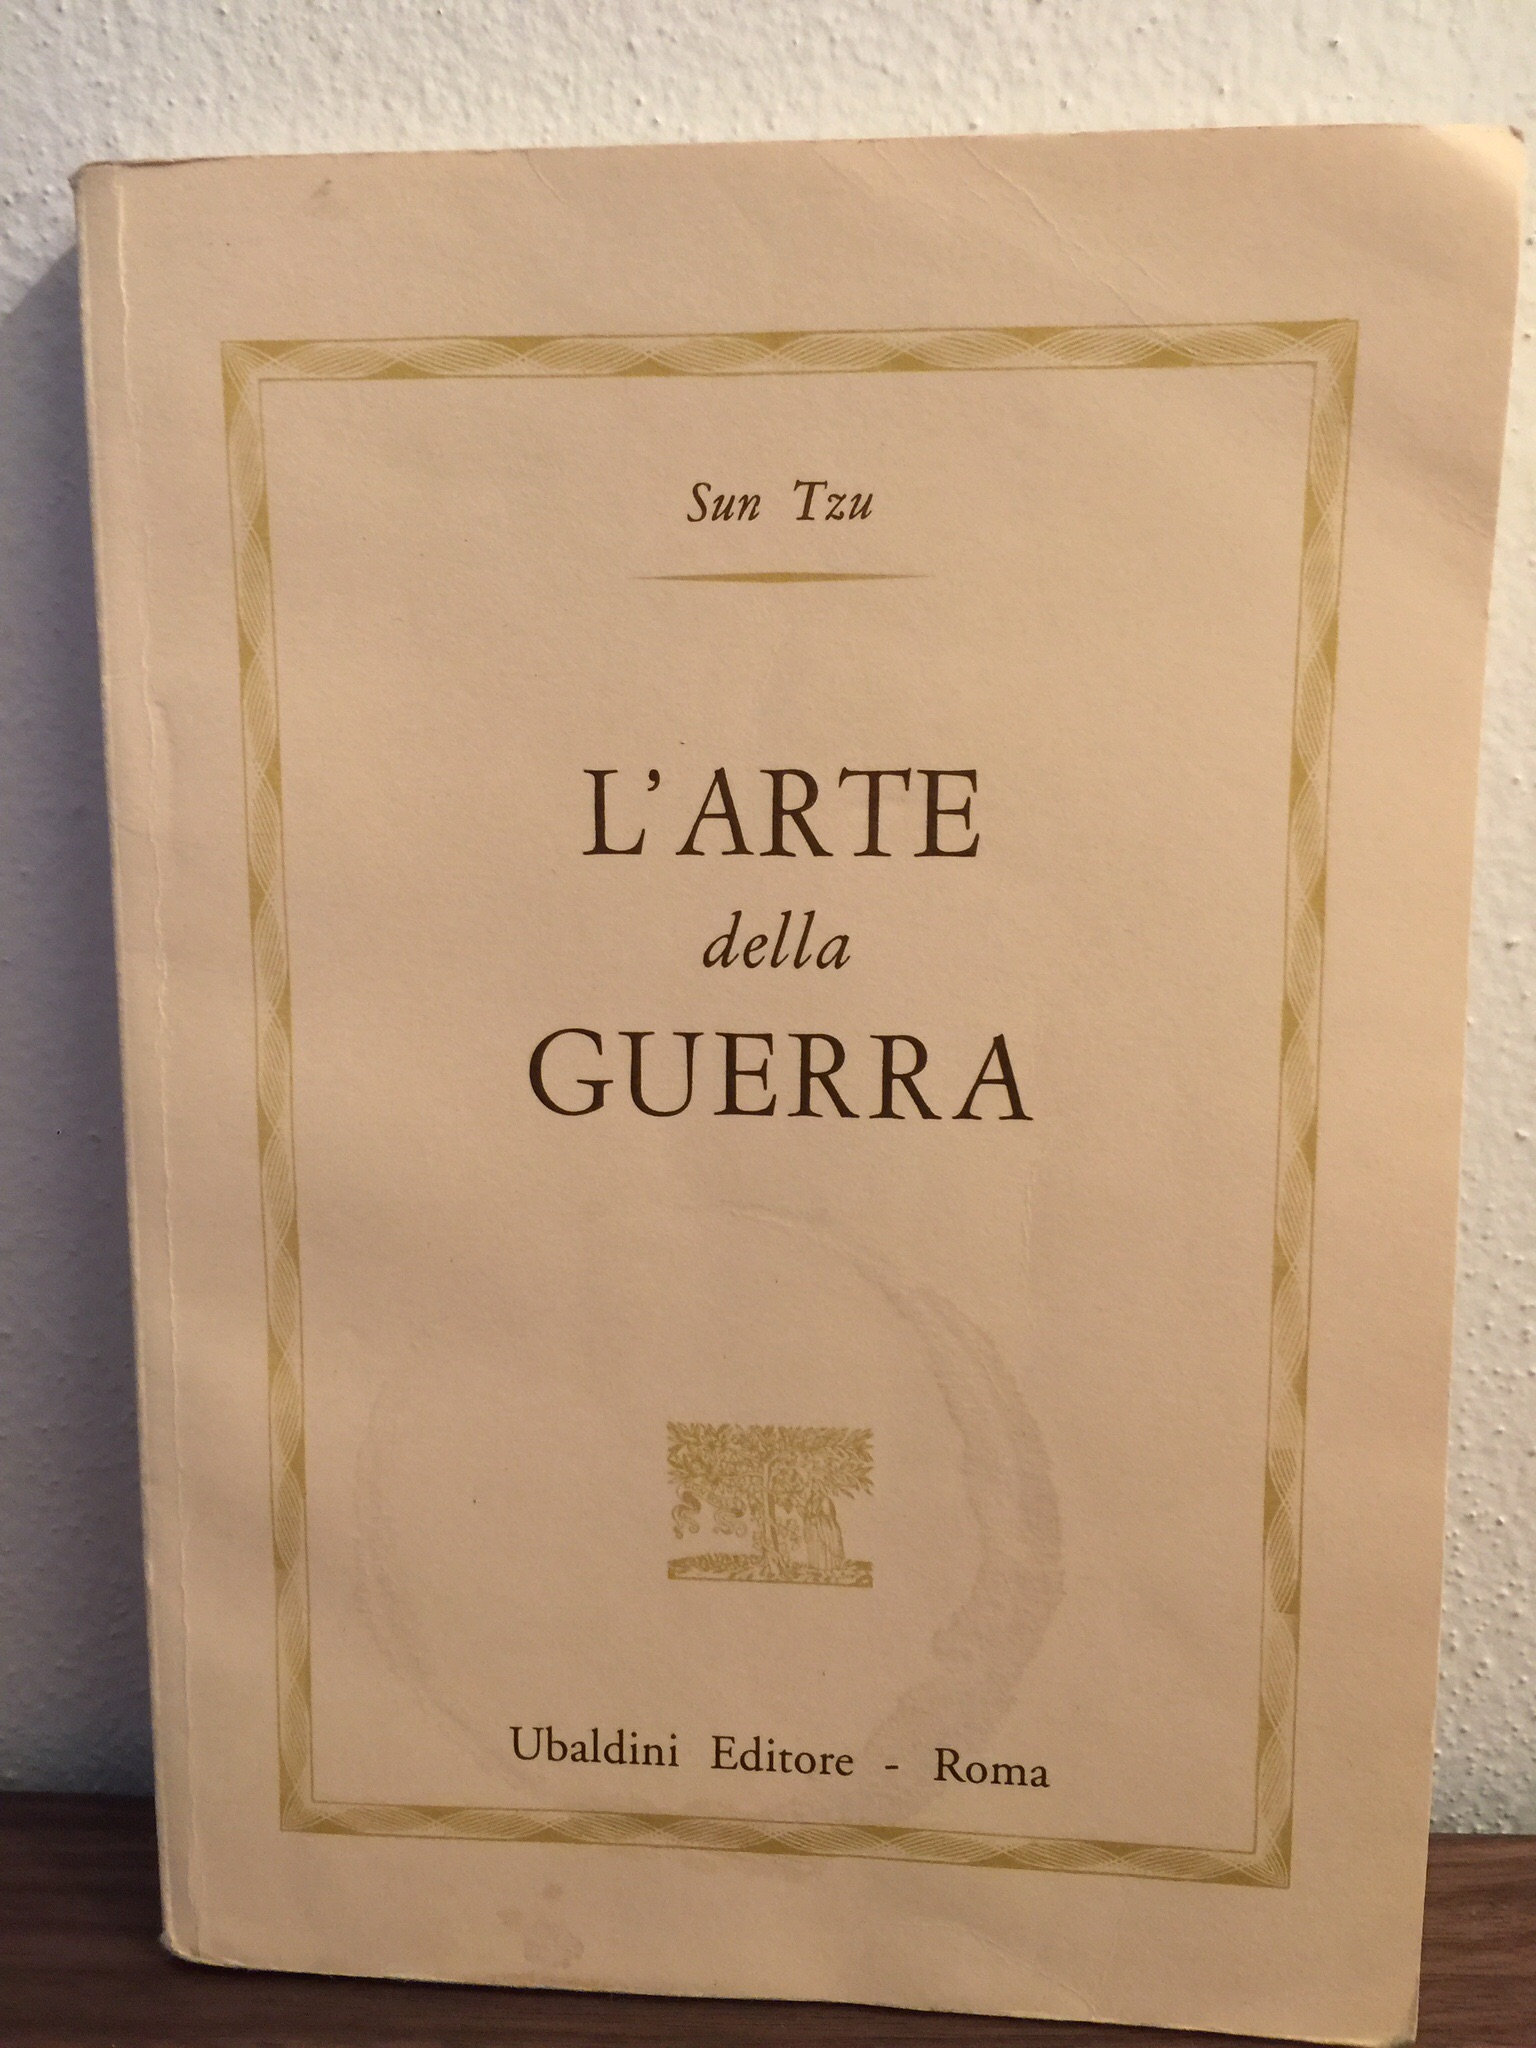 Sun Tzu
L'ARTE
della
GUERRA
Ubaldini Editore - Roma